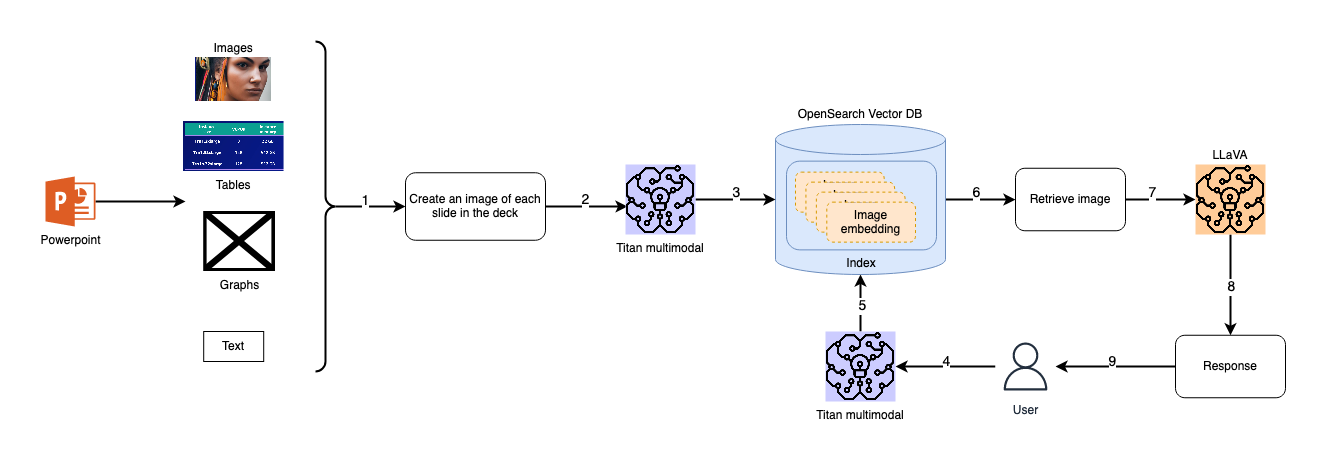 Images
Tables
Graphs
Text
P
Powerpoint
1
Create an image of each
slide in the deck
2
Titan multimodal
3
OpenSearch Vector DB
Image
embedding
Index
4
User
Titan multimodal
5
6
Retrieve image
7
LLaVA
8
Response
9